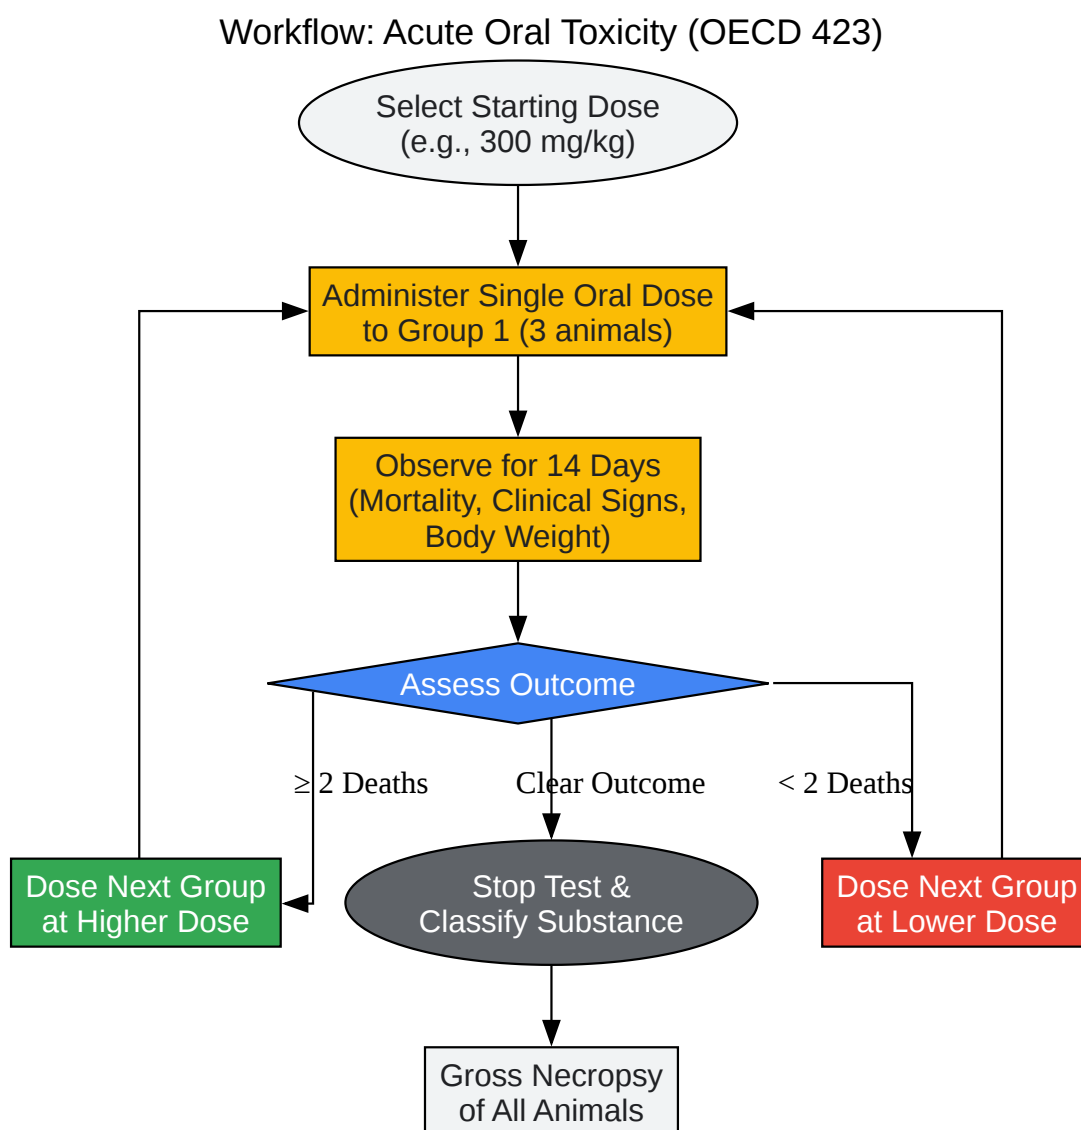 Workflow: Acute Oral Toxicity (OECD 423)
Select Starting Dose
(e.g., 300 mg/kg)
Administer Single Oral Dose
to Group 1 (3 animals)
Observe for 14 Days
(Mortality, Clinical Signs,
Body Weight)
Assess Outcome
≥ 2 Deaths
Clear Outcome
< 2 Deaths
Dose Next Group
at Higher Dose
Stop Test &
Classify Substance
Dose Next Group
at Lower Dose
Gross Necropsy
of All Animals